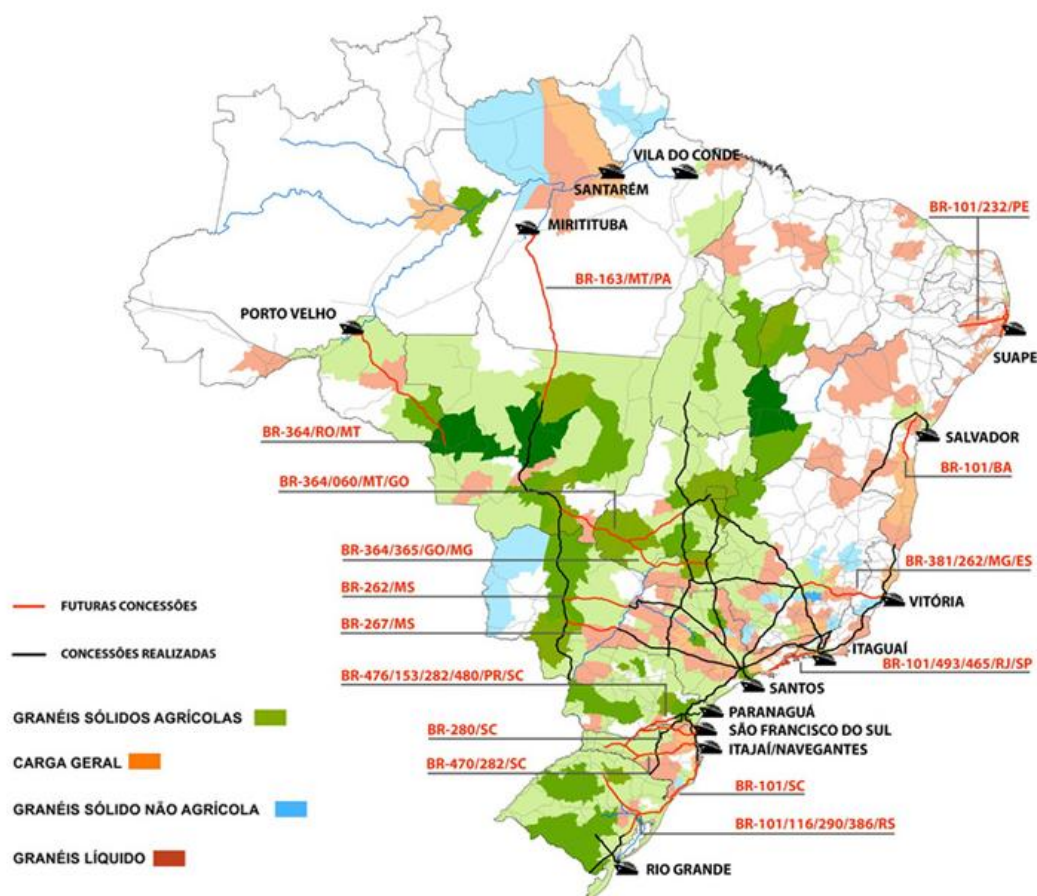 VILA DO CONDE
SANTARÉM
BR-101/232/PE
MIRITITUBA
BR-163/MT/PA
PORTO VELHO
SUAPE
BR-364/RO/MT
SALVADOR
BR-101/BA
BR-364/060/MT/GO
BR-364/365/GO/MG
BR-381/262/MG/ES
BR-262/MS
VITÓRIA
FUTURAS CONCESSÕES
BR-267/MS
CONCESSÕES REALIZADAS
ITAGUAÍ
BR-101/493/465/RJ/SP
BR-476/153/282/480/PR/SC
SANTOS
PARANAGUÁ
GRANÉIS SÓLIDOS AGRÍCOLAS
BR-280/SC
SÃO FRANCISCO DO SUL
ITAJAÍ/NAVEGANTES
CARGA GERAL
BR-470/282/SC
BR-101/SC
GRANÉIS SÓLIDO NÃO AGRÍCOLA
BR-101/116/290/386/RS
GRANÉIS LÍQUIDO
RIO GRANDE